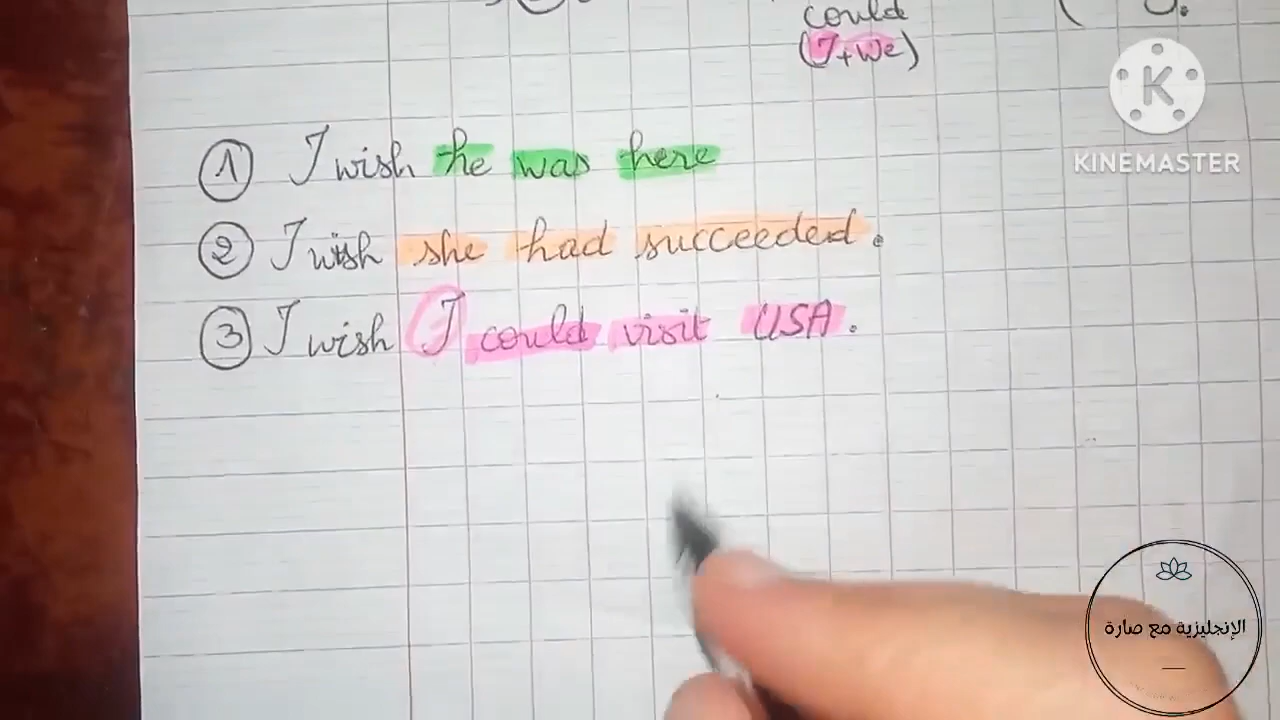 could
(I+We)
① I wish he was here
② I wish she had succeeded.
③ I wish I could visit USA.
KINEMASTER
الإنجليزية مع صارة